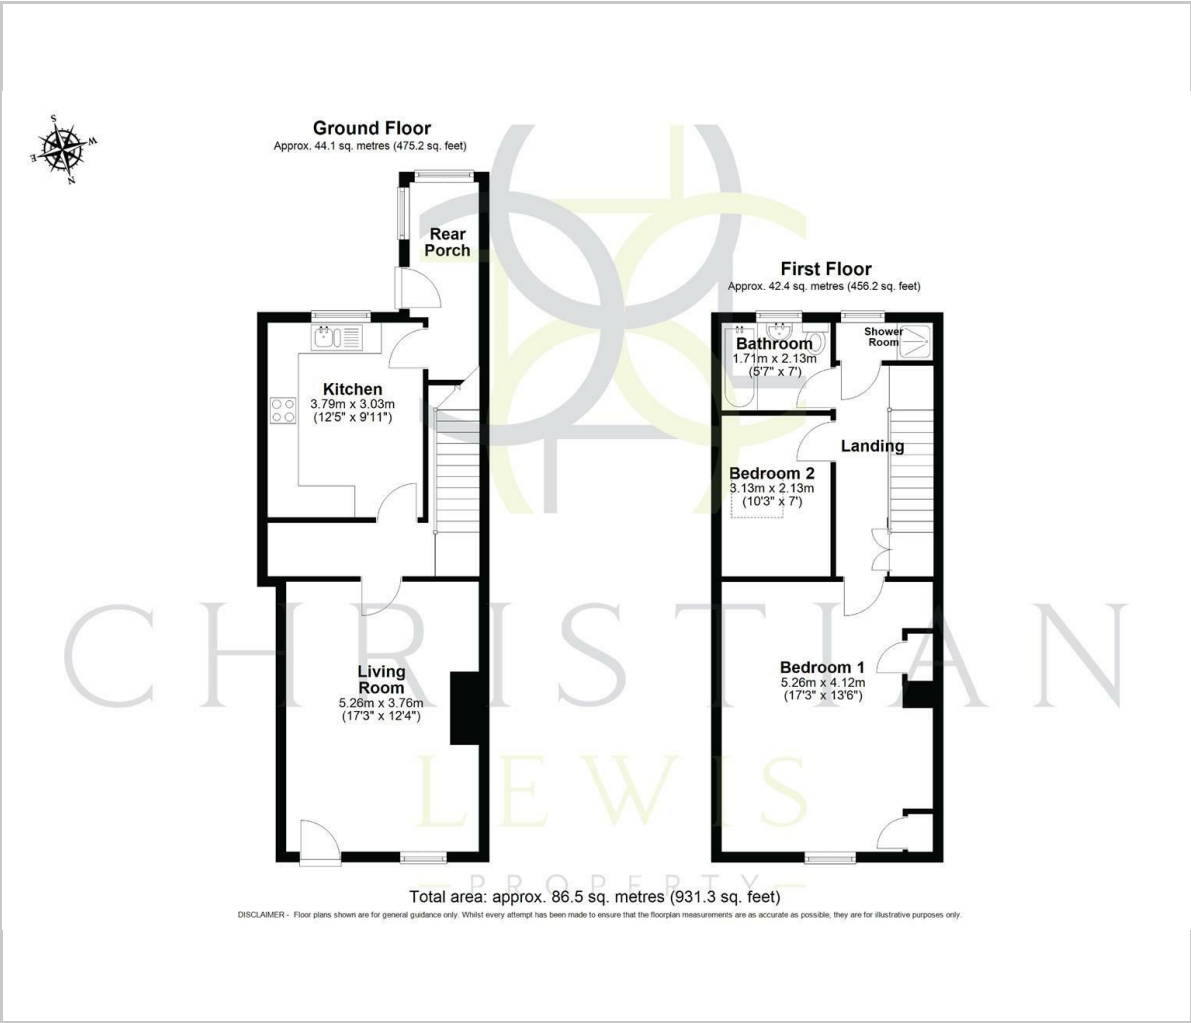 S
W
E
N
Ground Floor
Approx. 44.1 sq. metres (475.2 sq. feet)
Rear
Porch
Kitchen
3.79m x 3.03m
(12'5" x 9'11")
Living
Room
5.26m x 3.76m
(17'3" x 12'4")
First Floor
Approx. 42.4 sq. metres (456.2 sq. feet)
Bathroom
1.71m x 2.13m
(5'7" x 7')
Shower
Room
Landing
Bedroom 2
3.13m x 2.13m
(10'3" x 7')
Bedroom 1
5.26m x 4.12m
(17'3" x 13'6")
CHRISTIAN
LEWIS
PROPERTY
Total area: approx. 86.5 sq. metres (931.3 sq. feet)
DISCLAIMER - Floor plans shown are for general guidance only. Whilst every attempt has been made to ensure that the floorplan measurements are as accurate as possible, they are for illustrative purposes only.